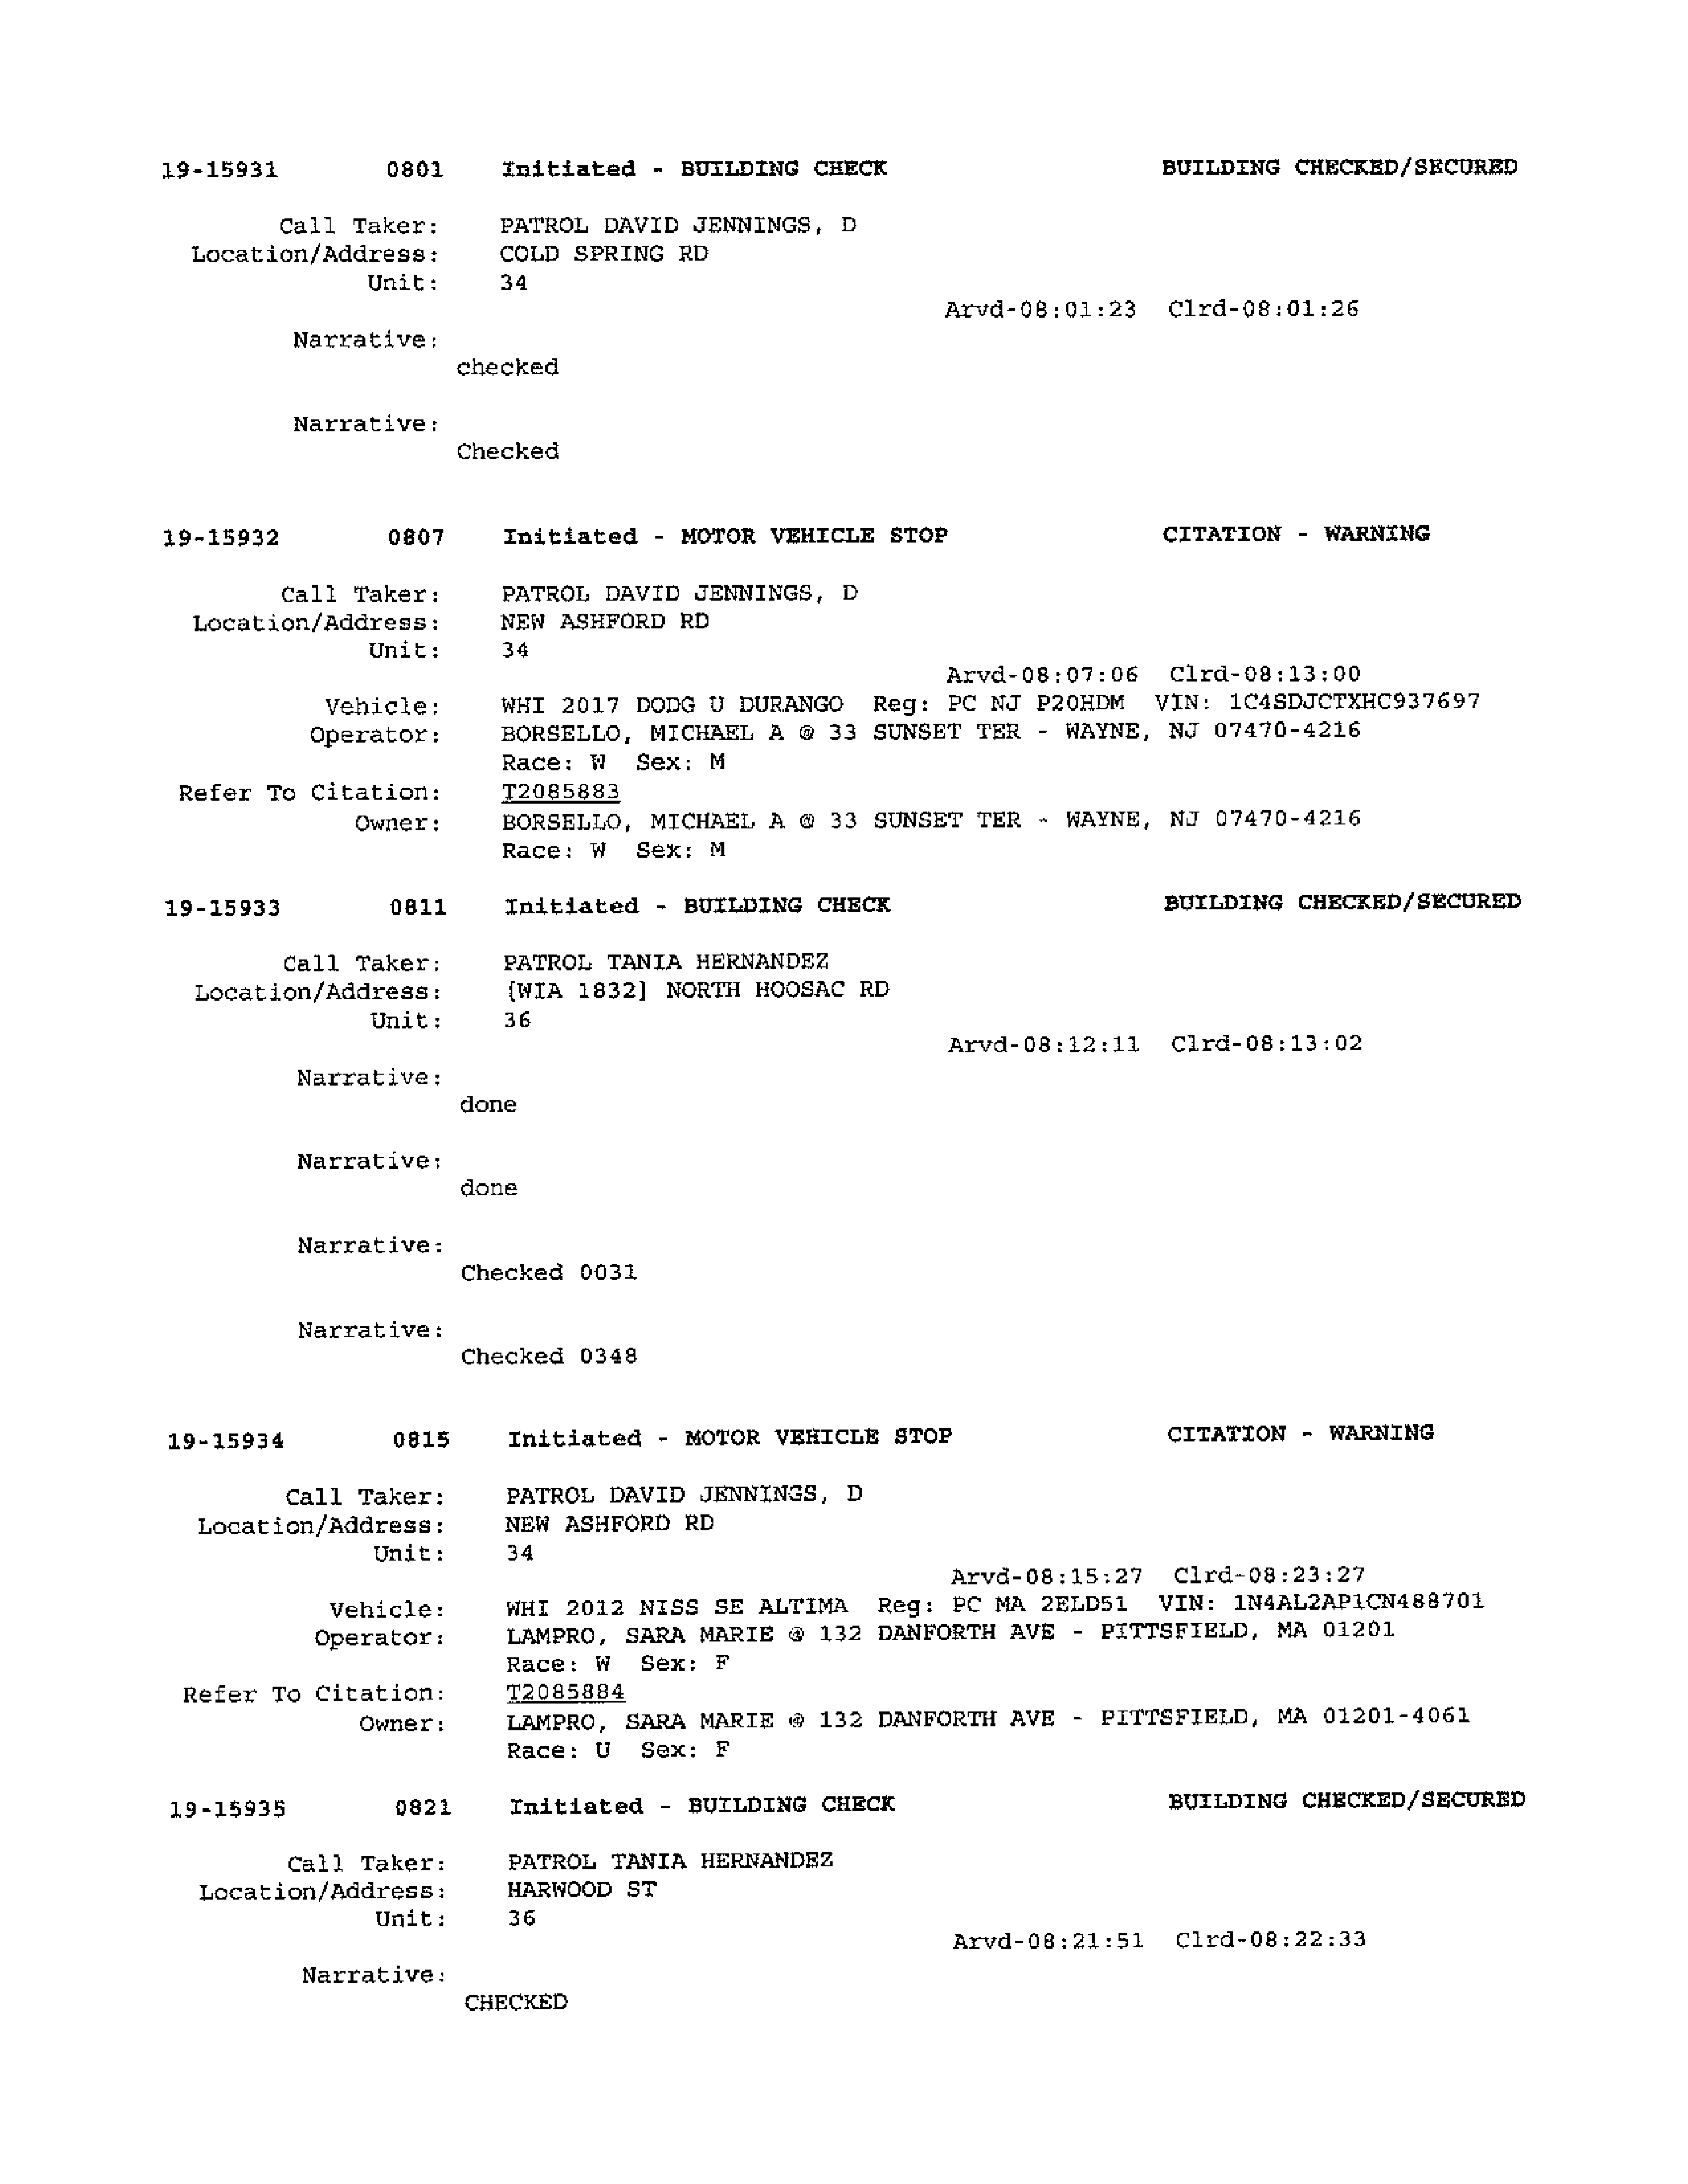 19-15931 0801 Initiated - BUILDING CHECK BUILDING CHECKED/SECURED
Call Taker: PATROL DAVID JENNINGS, D
Location/Address: COLD SPRING RD
Unit: 34
Arvd-08:01:23 Clrd-08:01:26
Narrative:
checked
Narrative:
Checked
19-15932 0807 Initiated - MOTOR VEHICLE STOP CITATION - WARNING
Call Taker: PATROL DAVID JENNINGS, D
Location/Address: NEW ASHFORD RD
Unit: 34
Arvd-08:07:06 Clrd-08:13:00
Vehicle: WHI 2017 DODG U DURANGO Reg: PC NJ P20HDM VIN: 1C4SDJCTXHC937697
Operator: BORSELLO, MICHAEL A @ 33 SUNSET TER - WAYNE, NJ 07470-4216
Race: W Sex: M
Refer To Citation: T2085883
Owner: BORSELLO, MICHAEL A @ 33 SUNSET TER - WAYNE, NJ 07470-4216
Race: W Sex: M
19-15933 0811 Initiated - BUILDING CHECK BUILDING CHECKED/SECURED
Call Taker: PATROL TANIA HERNANDEZ
Location/Address: [WIA 1832] NORTH HOOSAC RD
Unit: 36
Arvd-08:12:11 Clrd-08:13:02
Narrative:
done
Narrative:
done
Narrative:
Checked 0031
Narrative:
Checked 0348
19-15934 0815 Initiated - MOTOR VEHICLE STOP CITATION - WARNING
Call Taker: PATROL DAVID JENNINGS, D
Location/Address: NEW ASHFORD RD
Unit: 34
Arvd-08:15:27 Clrd-08:23:27
Vehicle: WHI 2012 NISS SE ALTIMA Reg: PC MA 2ELD51 VIN: 1N4AL2AP1CN488701
Operator: LAMPRO, SARA MARIE @ 132 DANFORTH AVE - PITTSFIELD, MA 01201
Race: W Sex: F
Refer To Citation: T2085884
Owner: LAMPRO, SARA MARIE @ 132 DANFORTH AVE - PITTSFIELD, MA 01201-4061
Race: U Sex: F
19-15935 0821 Initiated - BUILDING CHECK BUILDING CHECKED/SECURED
Call Taker: PATROL TANIA HERNANDEZ
Location/Address: HARWOOD ST
Unit: 36
Arvd-08:21:51 Clrd-08:22:33
Narrative:
CHECKED